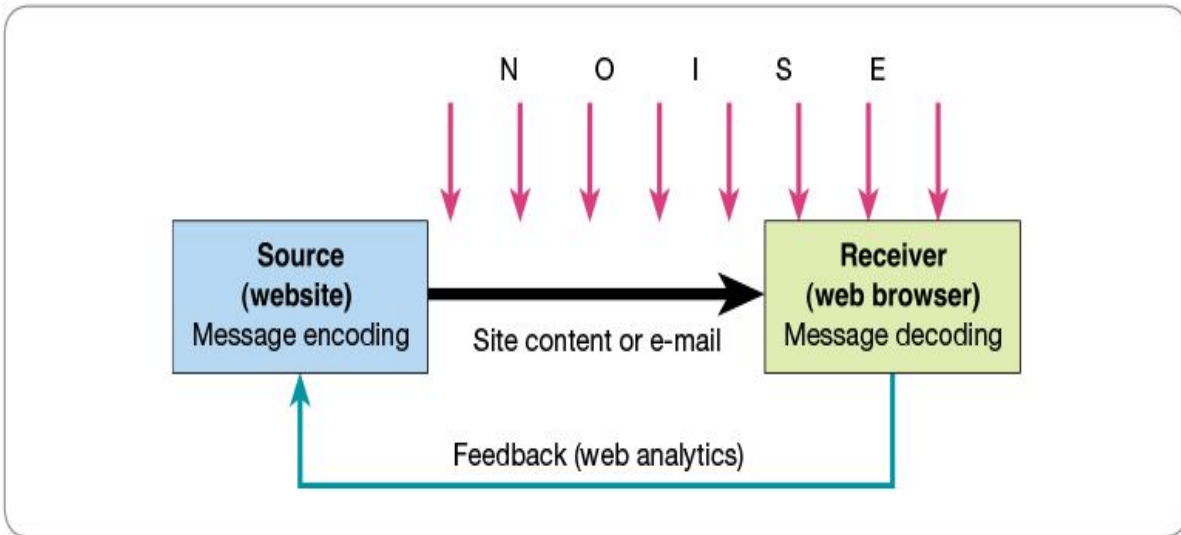 N O I S E
Source
(website)
Message encoding
Site content or e-mail
Receiver
(web browser)
Message decoding
Feedback (web analytics)